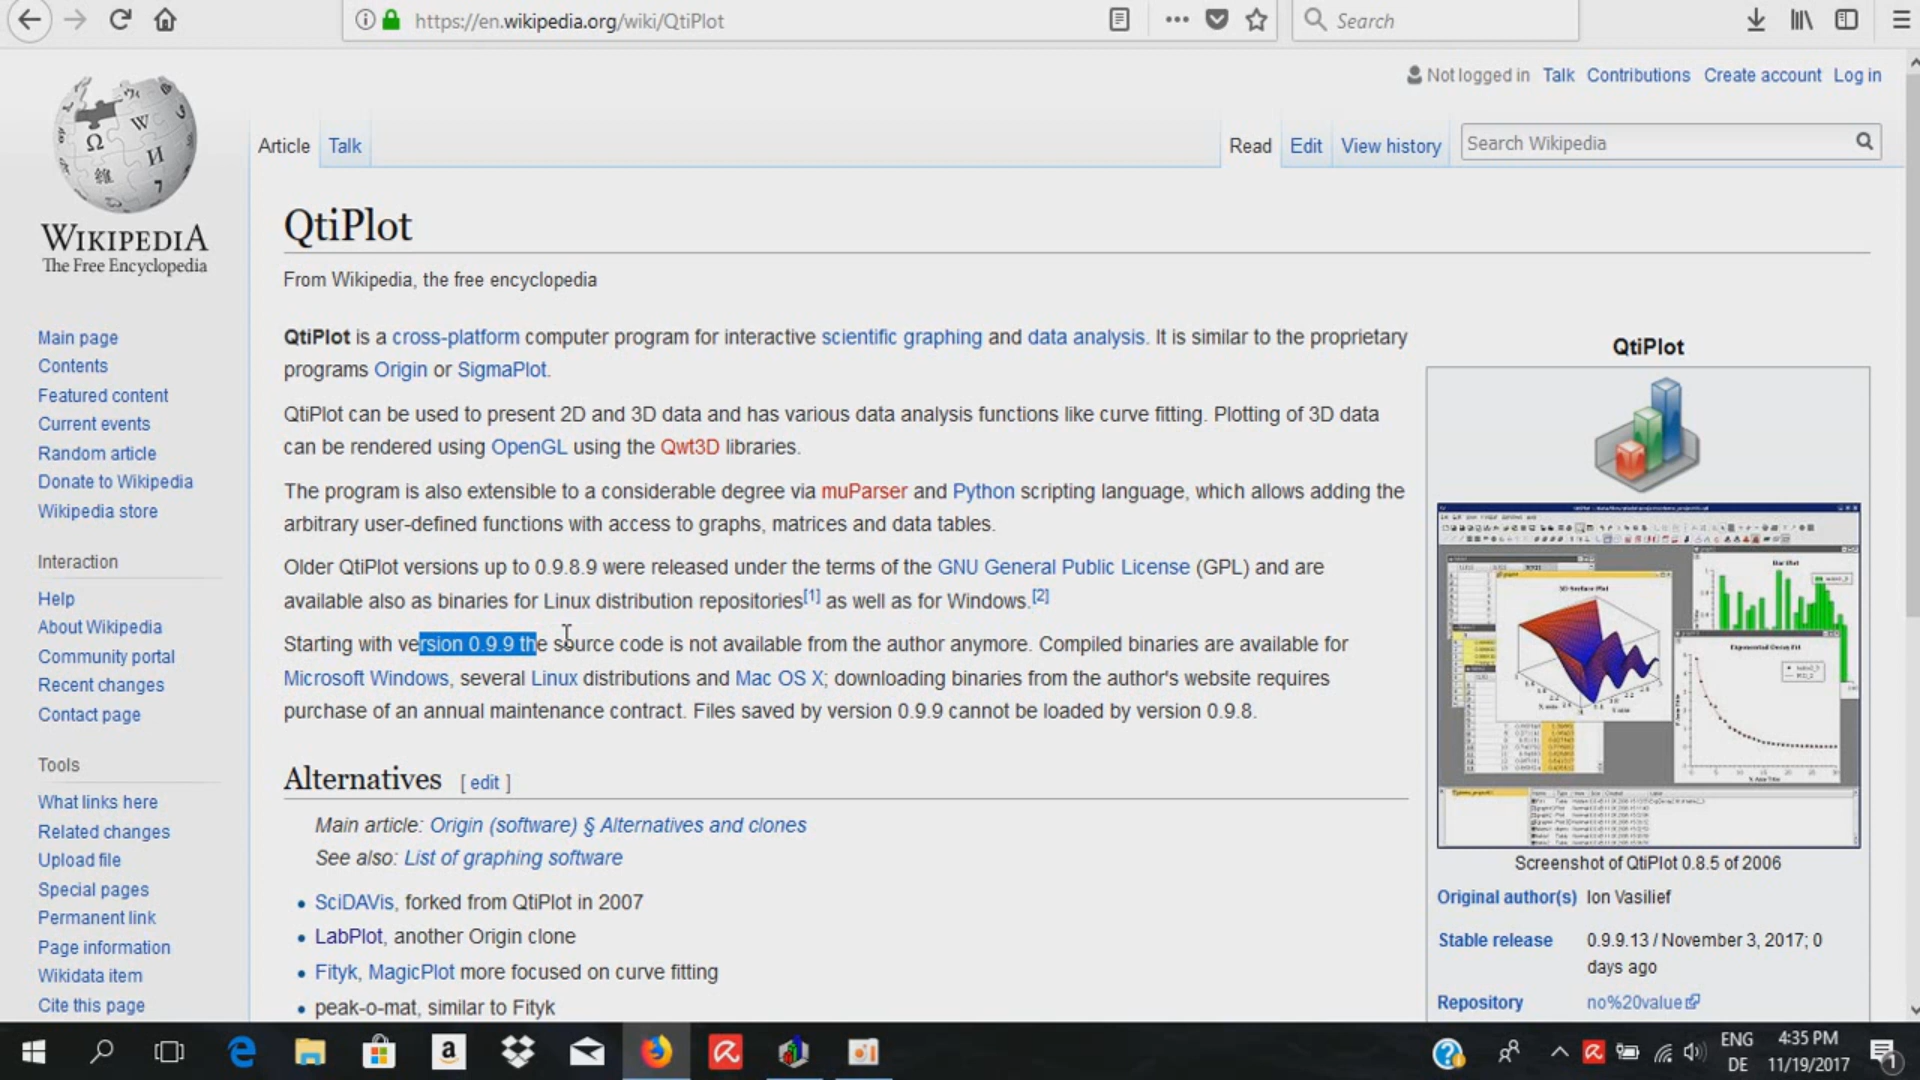 https://en.wikipedia.org/wiki/QtiPlot
Search
Not logged in Talk Contributions Create account Log in
Article Talk Read Edit View history Search Wikipedia
WIKIPEDIA
The Free Encyclopedia
Main page
Contents
Featured content
Current events
Random article
Donate to Wikipedia
Wikipedia store
Interaction
Help
About Wikipedia
Community portal
Recent changes
Contact page
Tools
What links here
Related changes
Upload file
Special pages
Permanent link
Page information
Wikidata item
Cite this page
QtiPlot
From Wikipedia, the free encyclopedia
QtiPlot is a cross-platform computer program for interactive scientific graphing and data analysis. It is similar to the proprietary
programs Origin or SigmaPlot.
QtiPlot can be used to present 2D and 3D data and has various data analysis functions like curve fitting. Plotting of 3D data
can be rendered using OpenGL using the Qwt3D libraries.
The program is also extensible to a considerable degree via muParser and Python scripting language, which allows adding the
arbitrary user-defined functions with access to graphs, matrices and data tables.
Older QtiPlot versions up to 0.9.8.9 were released under the terms of the GNU General Public License (GPL) and are
available also as binaries for Linux distribution repositories[1] as well as for Windows.[2]
Starting with version 0.9.9 the source code is not available from the author anymore. Compiled binaries are available for
Microsoft Windows, several Linux distributions and Mac OS X; downloading binaries from the author's website requires
purchase of an annual maintenance contract. Files saved by version 0.9.9 cannot be loaded by version 0.9.8.
Alternatives [ edit ]
Main article: Origin (software) § Alternatives and clones
See also: List of graphing software
• SciDAVis, forked from QtiPlot in 2007
• LabPlot, another Origin clone
• Fityk, MagicPlot more focused on curve fitting
• peak-o-mat, similar to Fityk
QtiPlot
3D Surface Plot
Bar Plot
Exponential Decay Fit
Screenshot of QtiPlot 0.8.5 of 2006
Original author(s) Ion Vasilief
Stable release 0.9.9.13 / November 3, 2017; 0
days ago
Repository no%20value
ENG
DE
4:35 PM
11/19/2017
1